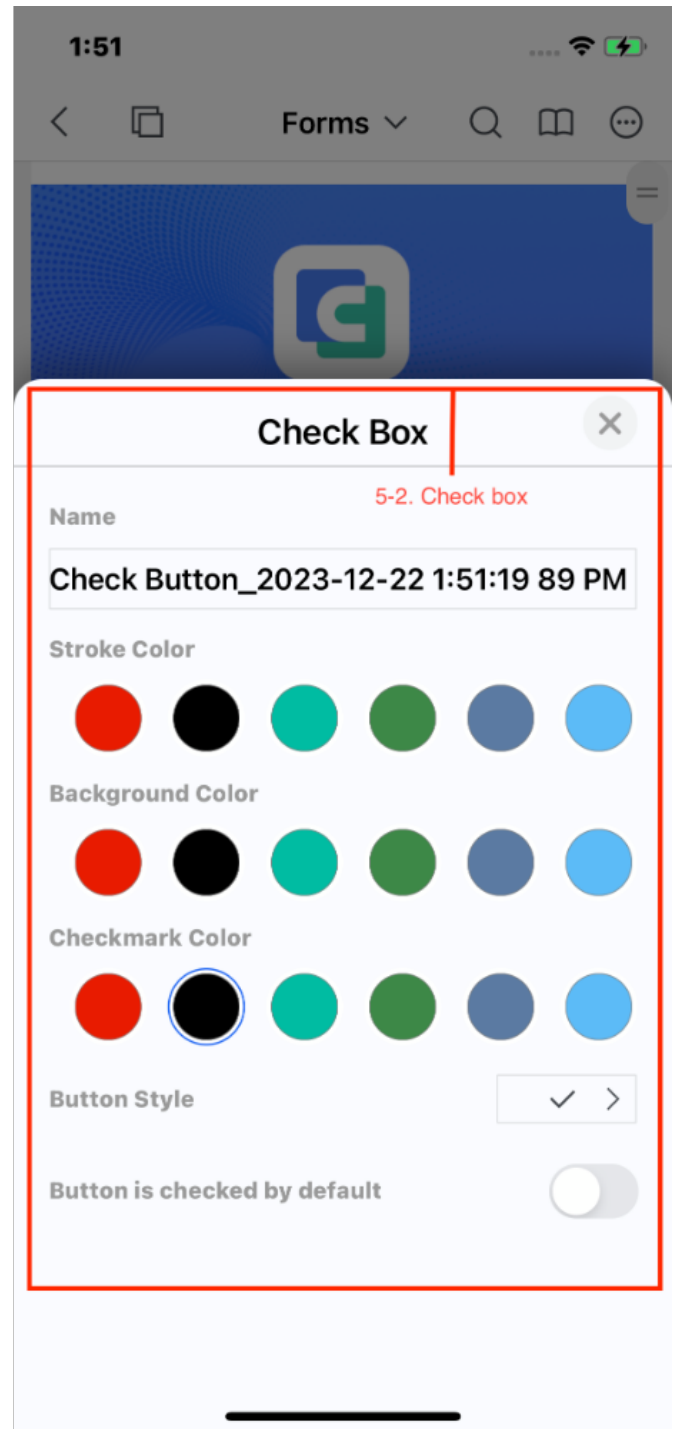 1:51
Forms
Check Box
5-2. Check box
Name
Check Button_2023-12-22 1:51:19 89 PM
Stroke Color
Background Color
Checkmark Color
Button Style
Button is checked by default